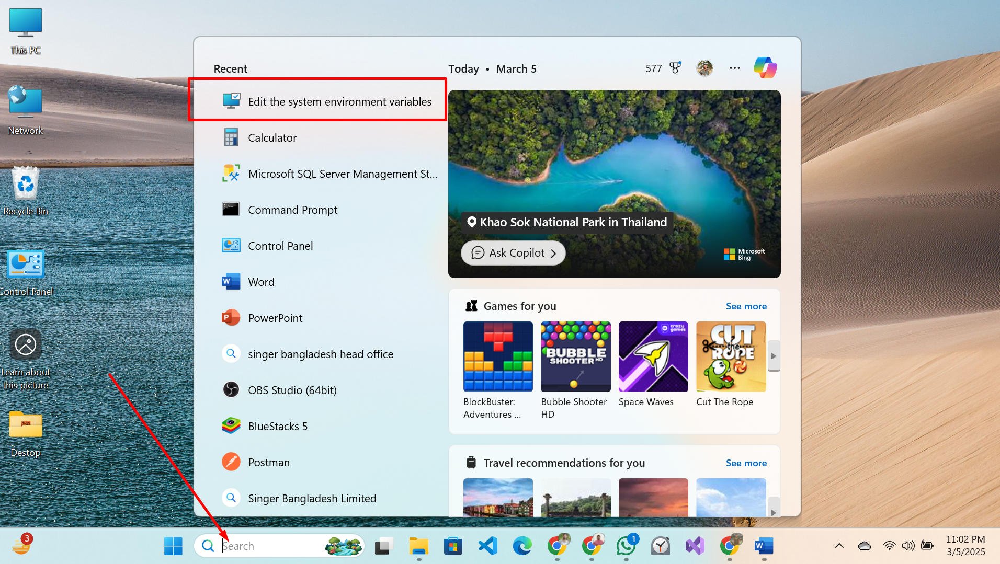 This PC
Network
Recycle Bin
Control Panel
Learn about
this picture
Destop
Recent
Edit the system environment variables
Calculator
Microsoft SQL Server Management St...
Command Prompt
Control Panel
Word
PowerPoint
singer bangladesh head office
OBS Studio (64bit)
BlueStacks 5
Postman
Singer Bangladesh Limited
Today • March 5
577
Khao Sok National Park in Thailand
Ask Copilot
Microsoft
Bing
Games for you
See more
BUBBLE
SHOOTER HD
crazy
games
CUT
the
ROPE
BlockBuster:
Adventures ...
Bubble Shooter
HD
Space Waves
Cut The Rope
Travel recommendations for you
See more
3
Search
1
11:02 PM
3/5/2025